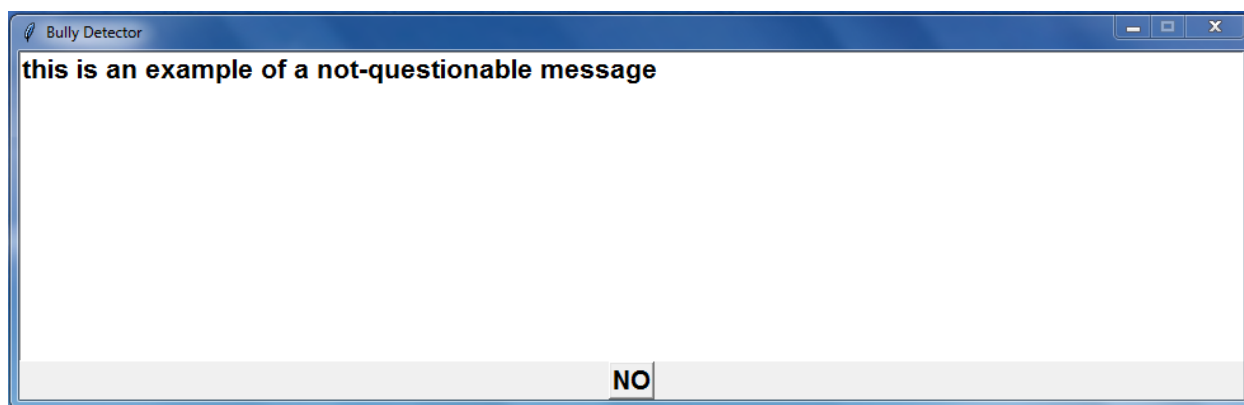 Bully Detector
this is an example of a not-questionable message
NO